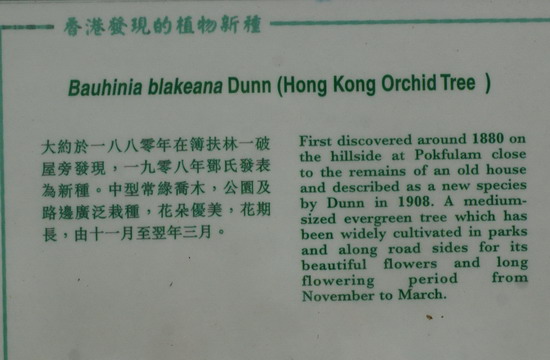 香港發現的植物新種
Bauhinia blakeana Dunn (Hong Kong Orchid Tree )
大約於一八八零年在簿扶林一破
屋旁發現，一九零八年鄧氏發表
為新種。中型常綠喬木，公園及
路邊廣泛栽種，花朵優美，花期
長，由十一月至翌年三月。
First discovered around 1880 on
the hillside at Pokfulam close
to the remains of an old house
and described as a new species
by Dunn in 1908. A medium-
sized evergreen tree which has
been widely cultivated in parks
and along road sides for its
beautiful flowers and long
flowering period from
November to March.